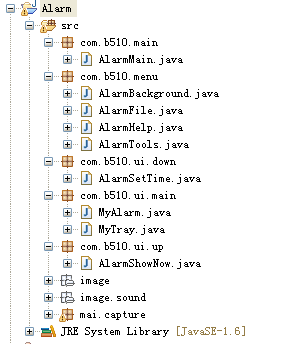 Alarm
src
com.b510.main
AlarmMain.java
com.b510.menu
AlarmBackground.java
AlarmFile.java
AlarmHelp.java
AlarmTools.java
com.b510.ui.down
AlarmSetTime.java
com.b510.ui.main
MyAlarm.java
MyTray.java
com.b510.ui.up
AlarmShowNow.java
image
image.sound
mai.capture
JRE System Library [JavaSE-1.6]